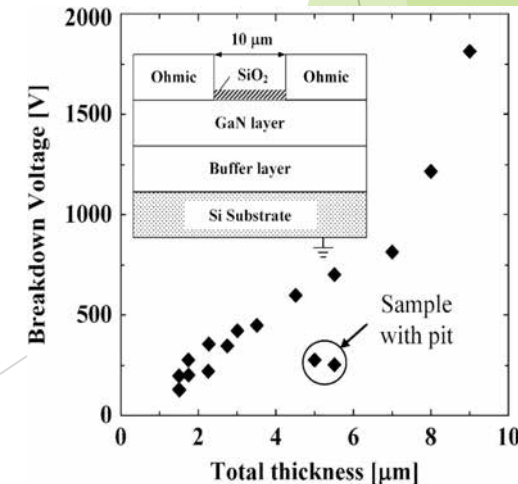 Breakdown Voltage [V]
2000
1500
1000
500
0
10 μm
Ohmic
SiO₂
Ohmic
GaN layer
Buffer layer
Si Substrate
Sample
with pit
0 2 4 6 8 10
Total thickness [μm]